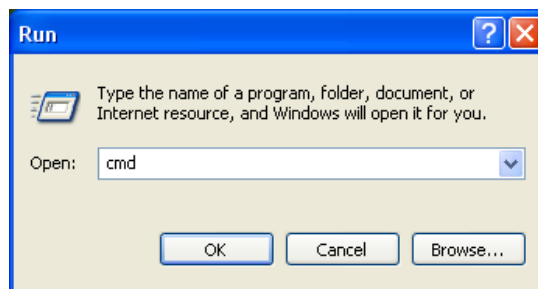 Run
Type the name of a program, folder, document, or
Internet resource, and Windows will open it for you.
Open: cmd
OK Cancel Browse...